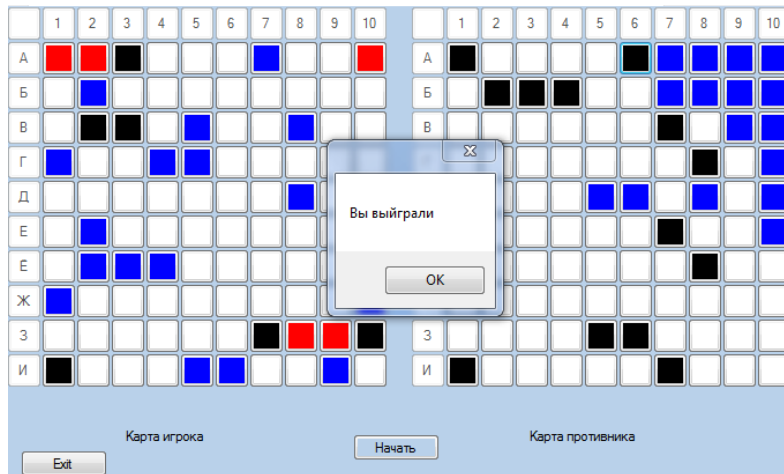 1 2 3 4 5 6 7 8 9 10 1 2 3 4 5 6 7 8 9 10
А А
Б Б
В В
Г
Д
Е
Е
Ж
З З
И И
Вы выйграли
OK
Карта игрока Карта противника
Начать
Exit